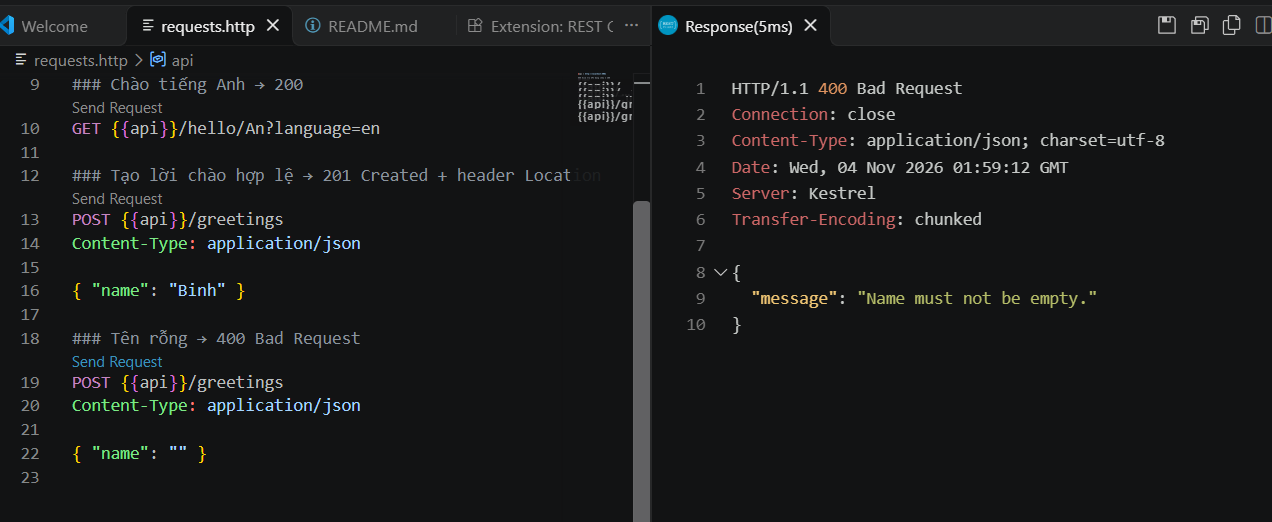 Welcome
requests.http
README.md
Extension: REST C
Response(5ms)
requests.http > api
9 ### Chào tiếng Anh → 200
Send Request
10 GET {{api}}/hello/An?language=en
11
12 ### Tạo lời chào hợp lệ → 201 Created + header Location
Send Request
13 POST {{api}}/greetings
14 Content-Type: application/json
15
16 { "name": "Binh" }
17
18 ### Tên rỗng → 400 Bad Request
Send Request
19 POST {{api}}/greetings
20 Content-Type: application/json
21
22 { "name": "" }
23
1 HTTP/1.1 400 Bad Request
2 Connection: close
3 Content-Type: application/json; charset=utf-8
4 Date: Wed, 04 Nov 2026 01:59:12 GMT
5 Server: Kestrel
6 Transfer-Encoding: chunked
7
8 {
9 "message": "Name must not be empty."
10 }